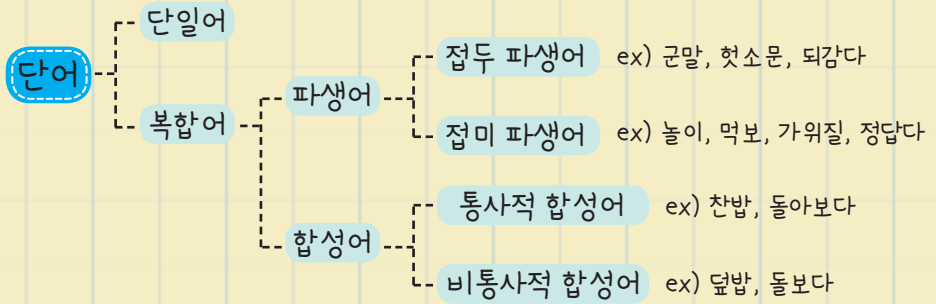 단어
단일어
복합어
파생어
접두 파생어 ex) 군말, 헛소문, 되감다
접미 파생어 ex) 놀이, 먹보, 가위질, 정답다
합성어
통사적 합성어 ex) 찬밥, 돌아보다
비통사적 합성어 ex) 덮밥, 돌보다